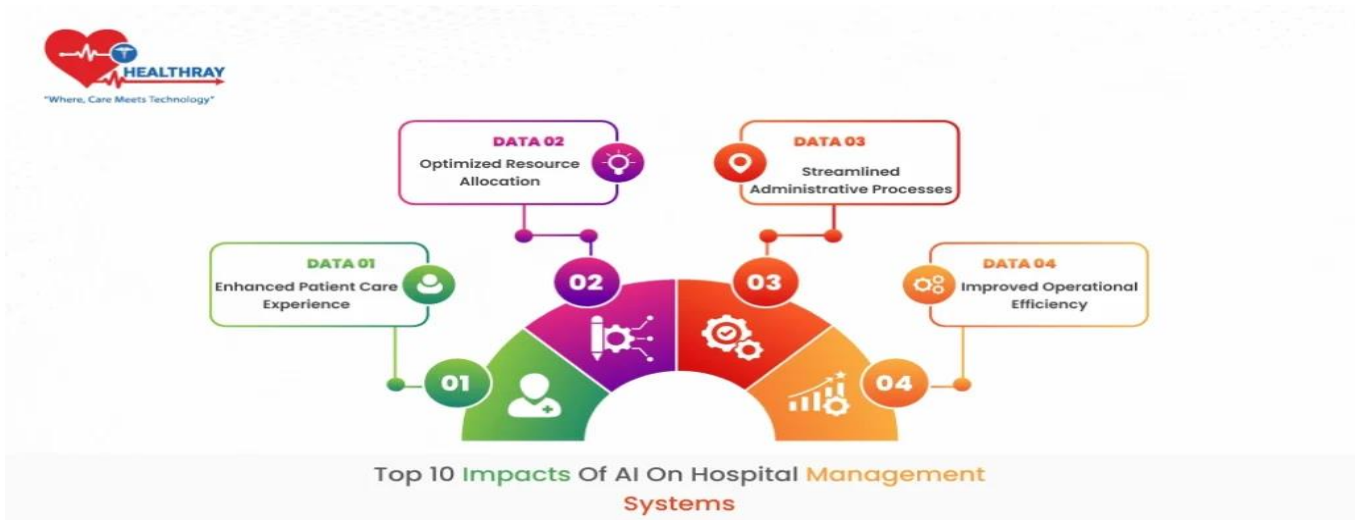 HEALTHRAY
"Where, Care Meets Technology"
DATA 02
Optimized Resource
Allocation
DATA 03
Streamlined
Administrative Processes
DATA 01
Enhanced Patient Care
Experience
DATA 04
Improved Operational
Efficiency
02
03
01
04
Top 10 Impacts Of AI On Hospital Management
Systems